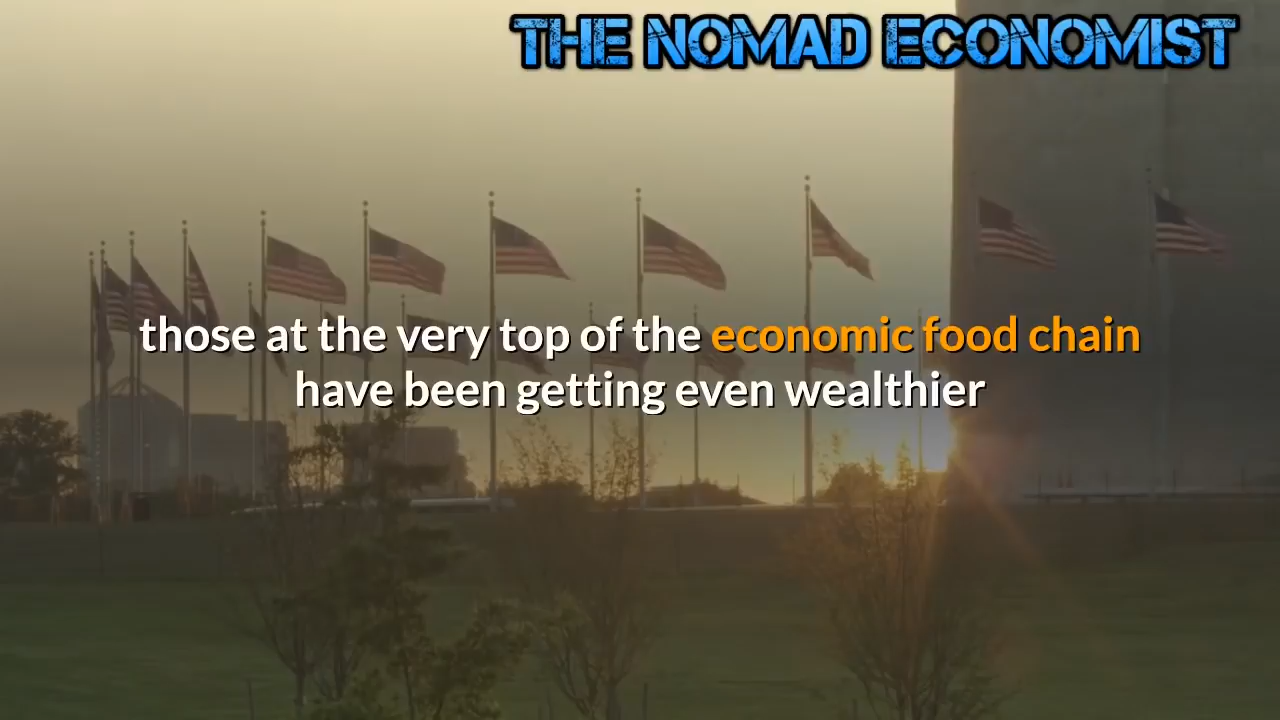 THE NOMAD ECONOMIST
those at the very top of the economic food chain
have been getting even wealthier